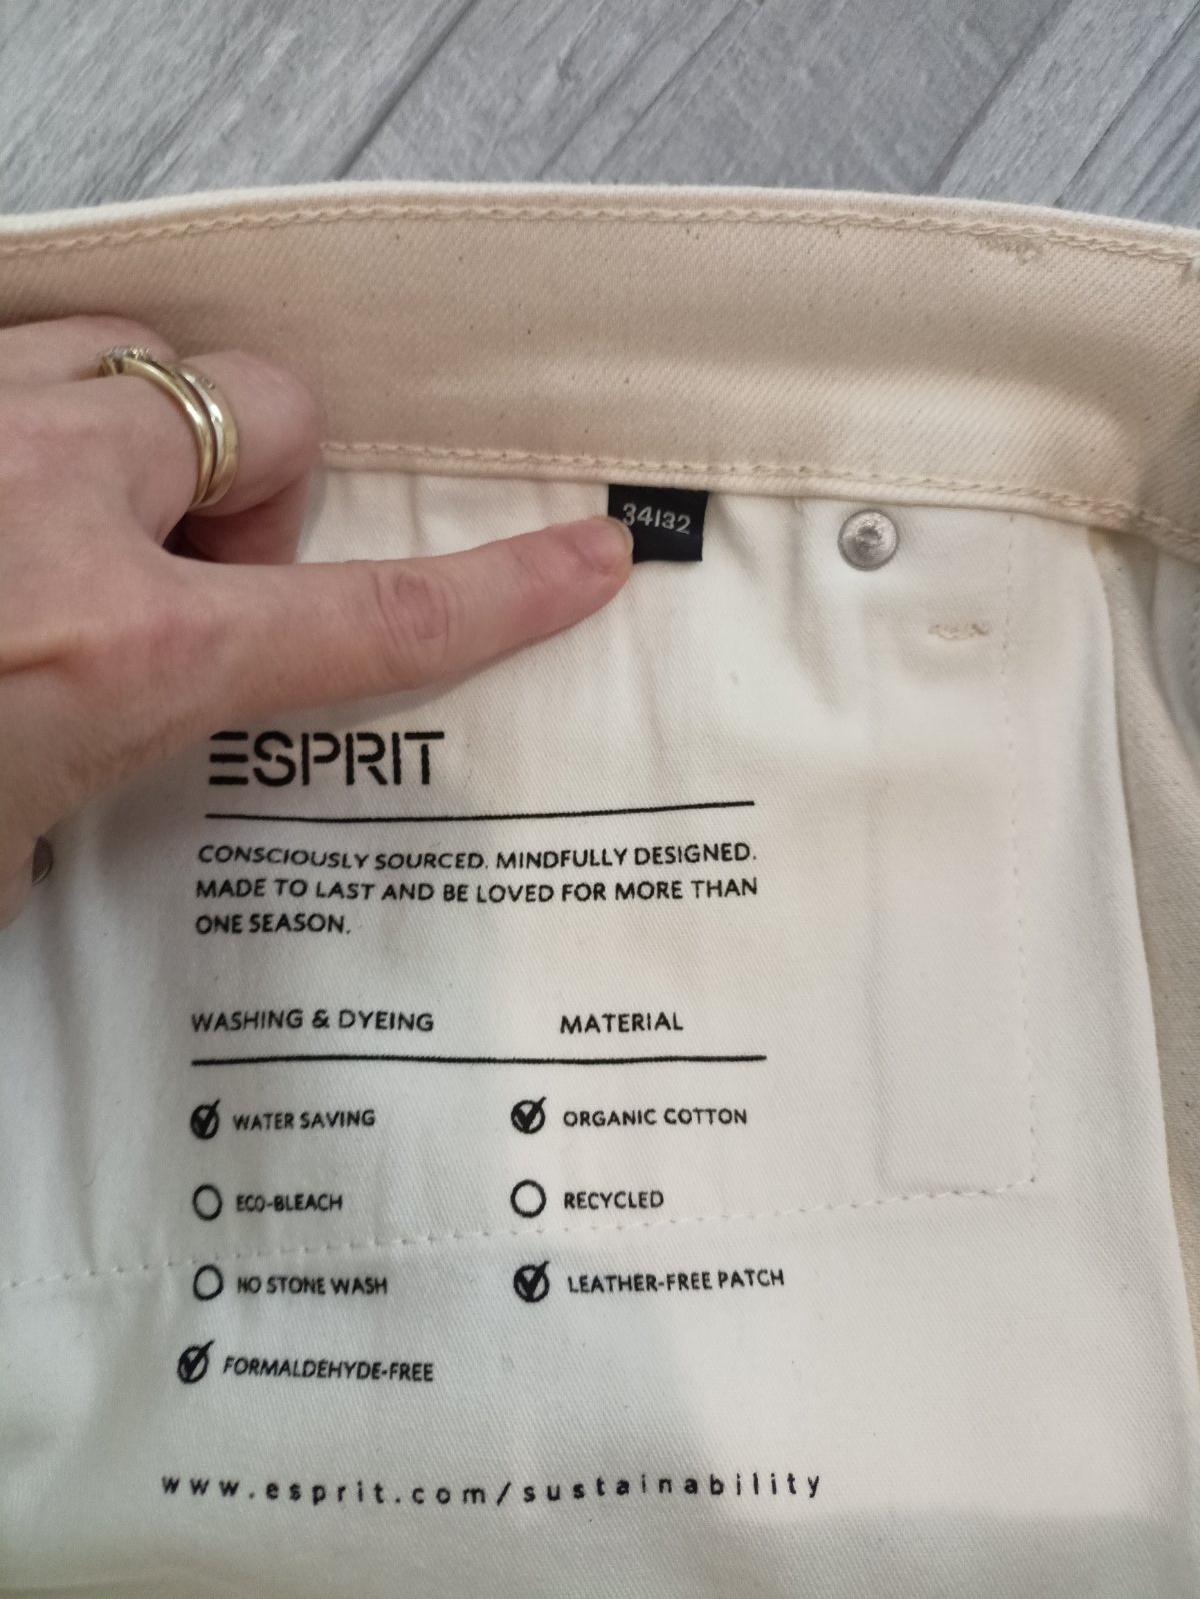 34/32
ESPRIT
CONSCIOUSLY SOURCED. MINDFULLY DESIGNED.
MADE TO LAST AND BE LOVED FOR MORE THAN
ONE SEASON.
WASHING & DYEING MATERIAL
WATER SAVING ORGANIC COTTON
ECO-BLEACH RECYCLED
NO STONE WASH LEATHER-FREE PATCH
FORMALDEHYDE-FREE
www.esprit.com/sustainability